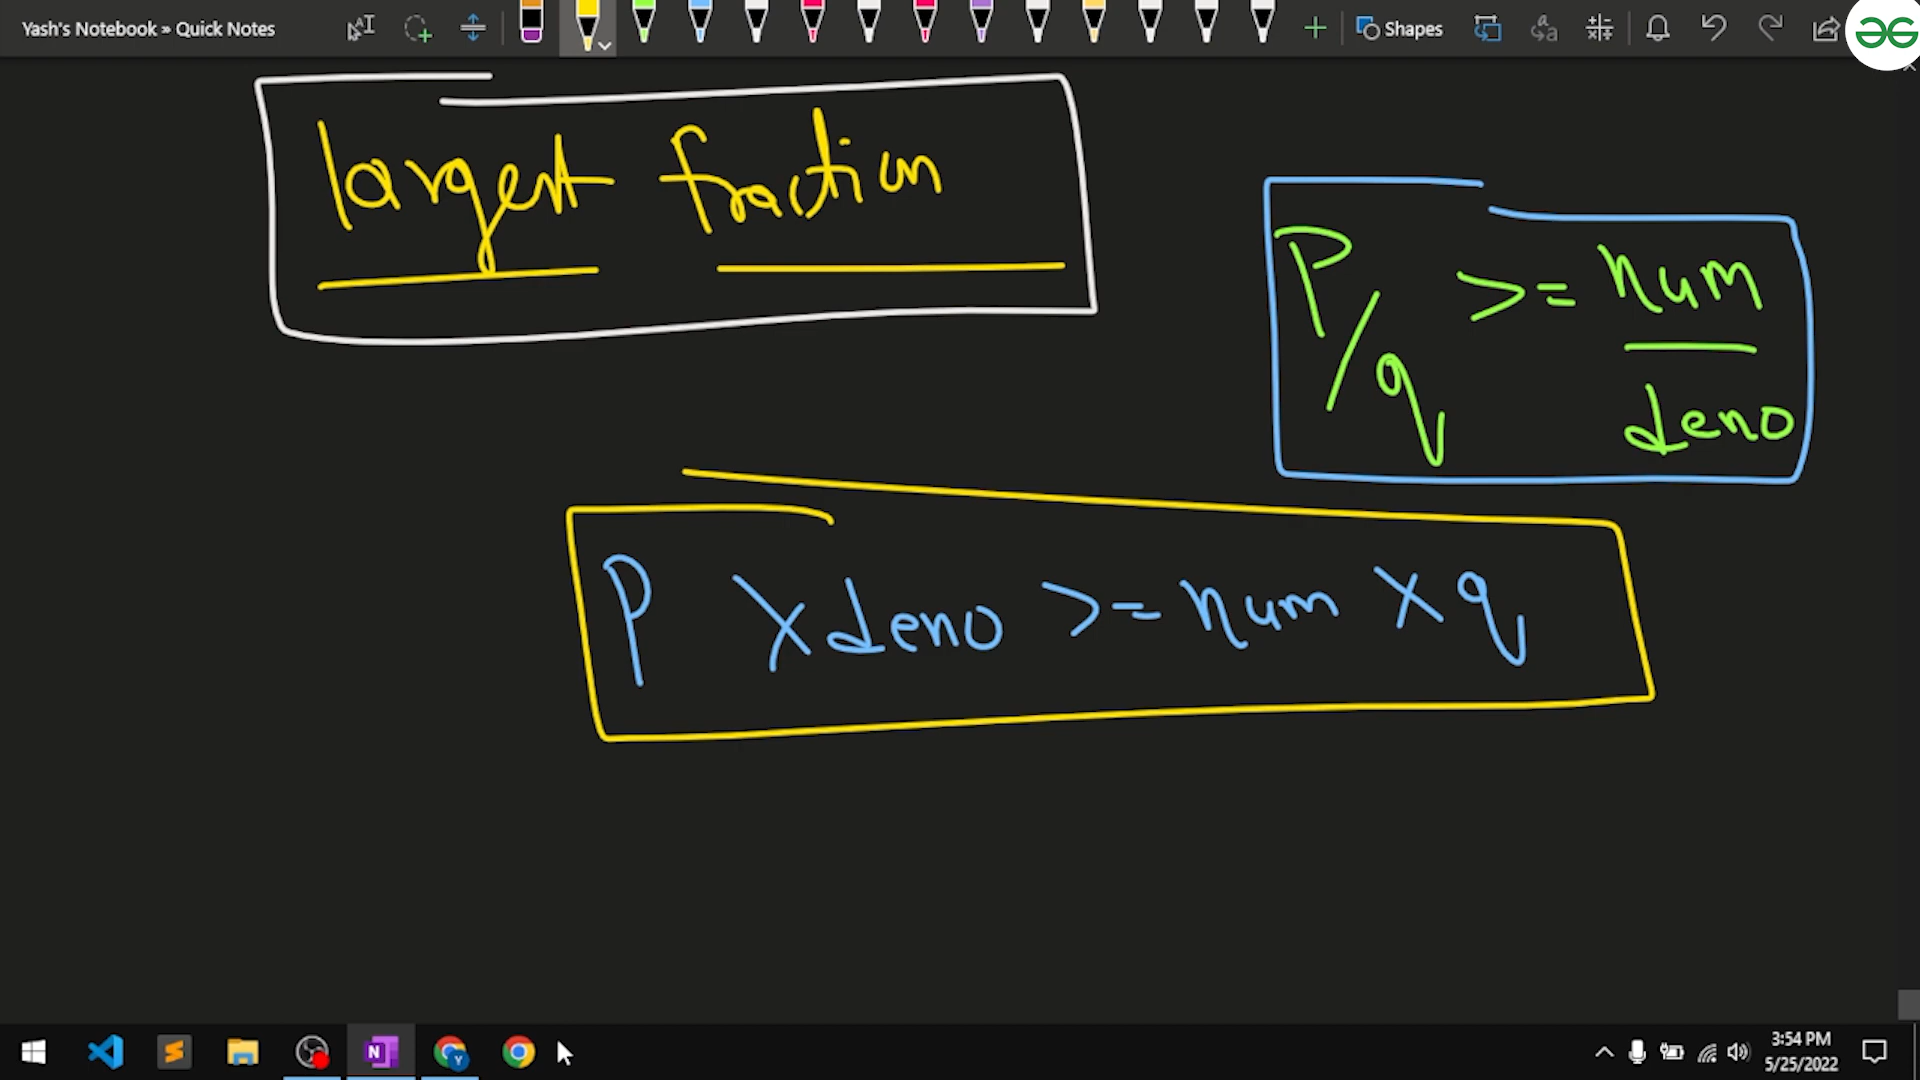 Yash's Notebook » Quick Notes
Shapes
largest fraction
P/q >= num
deno
P X deno >= num X q
3:54 PM
5/25/2022